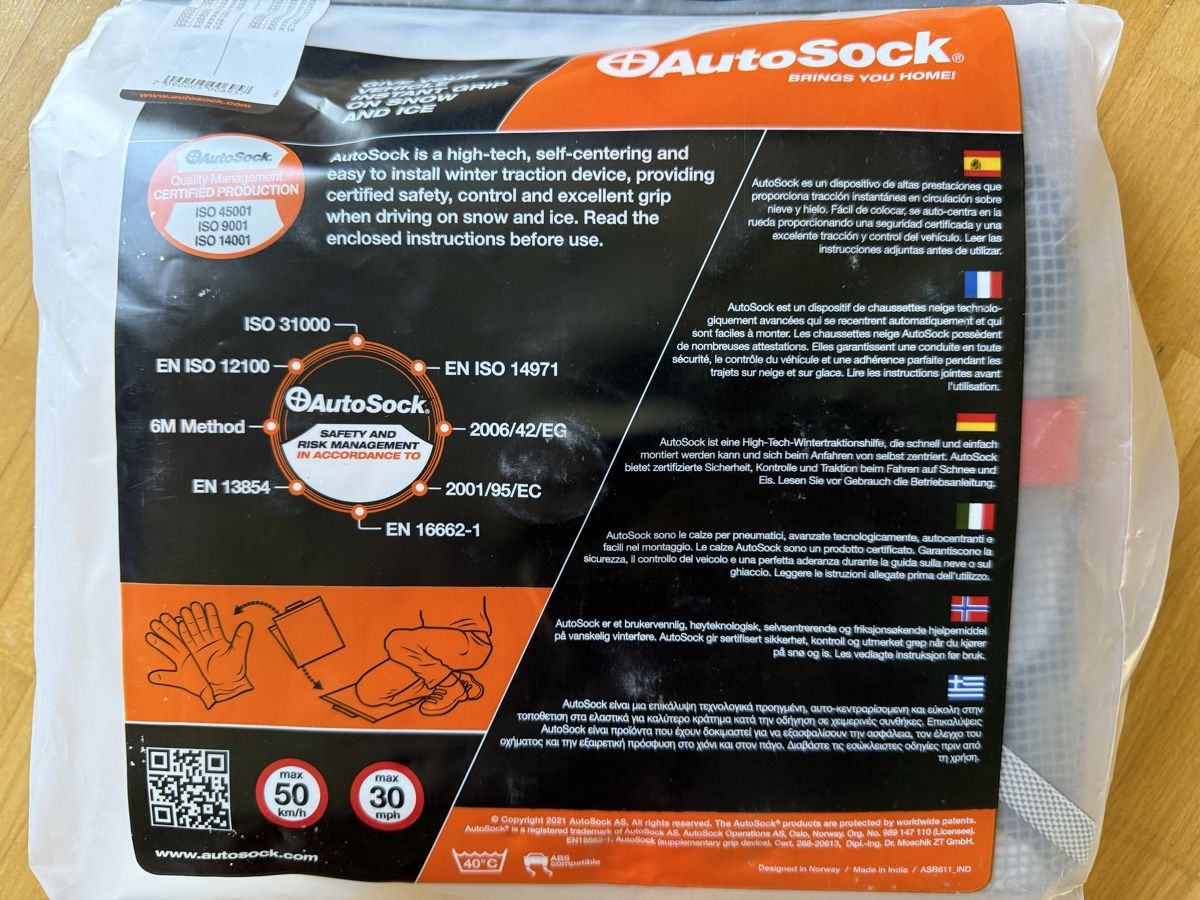 www.autosock.com
GIVE YOUR
VEHICLE
INSTANT GRIP
ON SNOW
AND ICE
AutoSock®
BRINGS YOU HOME!
AutoSock.
Quality Management
CERTIFIED PRODUCTION
ISO 45001
ISO 9001
ISO 14001
AutoSock is a high-tech, self-centering and
easy to install winter traction device, providing
certified safety, control and excellent grip
when driving on snow and ice. Read the
enclosed instructions before use.
ISO 31000
EN ISO 12100
EN ISO 14971
6M Method
2006/42/EG
EN 13854
2001/95/EC
EN 16662-1
AutoSock®
SAFETY AND
RISK MANAGEMENT
IN ACCORDANCE TO
AutoSock es un dispositivo de altas prestaciones que
proporciona tracción instantánea en circulación sobre
nieve y hielo. Fácil de colocar, se auto-centra en la
rueda proporcionando una seguridad certificada y una
excelente tracción y control del vehículo. Leer las
instrucciones adjuntas antes de utilizar.
AutoSock est un dispositif de chaussettes neige technolo-
giquement avancées qui se recentrent automatiquement et qui
sont faciles à monter. Les chaussettes neige AutoSock possèdent
de nombreuses attestations. Elles garantissent une conduite en toute
sécurité, le contrôle du véhicule et une adhérence parfaite pendant les
trajets sur neige et sur glace. Lire les instructions jointes avant
l'utilisation.
AutoSock ist eine High-Tech-Wintertraktionshilfe, die schnell und einfach
montiert werden kann und sich beim Anfahren von selbst zentriert. AutoSock
bietet zertifizierte Sicherheit, Kontrolle und Traktion beim Fahren auf Schnee und
Eis. Lesen Sie vor Gebrauch die Betriebsanleitung.
AutoSock sono le calze per pneumatici, avanzate tecnologicamente, autocentranti e
facili nel montaggio. Le calze AutoSock sono un prodotto certificato. Garantiscono la
sicurezza, il controllo del veicolo e una perfetta aderanza durante la guida sulla neve o sul
ghiaccio. Leggere le istruzioni allegate prima dell'utilizzo.
AutoSock er et brukervennlig, høyteknologisk, selvsentrerende og friksjonsøkende hjelpemiddel
på vanskelig vinterføre. AutoSock gir sertifisert sikkerhet, kontroll og utmerket grep når du kjører
på snø og is. Les vedlagte instruksjon før bruk.
AutoSock είναι μια επικάλυψη τεχνολογικά προηγμένη, αυτο-κεντραριζομενη και εύκολη στην
τοποθετιση στα ελαστικά για καλύτερο κράτημα κατά την οδήγηση σε χειμερινές συνθήκες. Επικαλύψεις
AutoSock είναι προϊόντα που έχουν δοκιμαστεί για να εξασφαλίσουν την ασφάλεια, τον έλεγχο του
οχήματος και την εξαιρετική πρόσφυση στο χιόνι και στον πάγο. Διαβάστε τις εσώκλειστες οδηγίες πριν από
τη χρήση.
max
50
km/h
max
30
mph
www.autosock.com
© Copyright 2021 AutoSock AS, All rights reserved. The AutoSock® products are protected by worldwide patents.
AutoSock® is a registered trademark of AutoSock AS. AutoSock Operations AS, Oslo, Norway. Org. No. 989 147 110 (Licensee).
EN16662-1, AutoSock (supplementary grip device), Cert. 288-20613, Dipl.-Ing. Dr. Moschik ZT GmbH.
40°C
ABS
compatible
Designed in Norway / Made in India / ASB611_IND